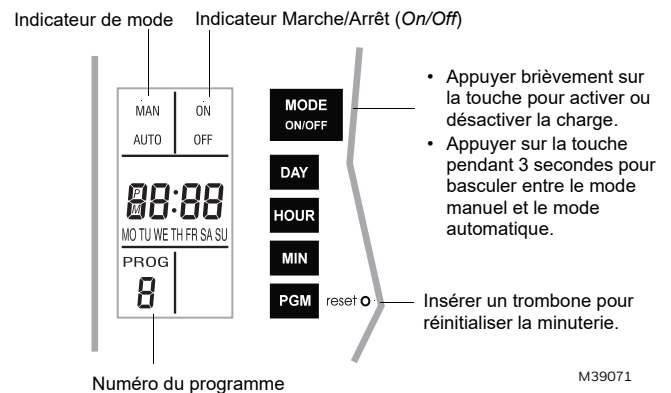 Indicateur de mode
Indicateur Marche/Arrêt (On/Off)
MAN
ON
AUTO
OFF
P
M
88:88
MO TU WE TH FR SA SU
PROG
8
MODE
ON/OFF
DAY
HOUR
MIN
PGM
reset
• Appuyer brièvement sur
la touche pour activer ou
désactiver la charge.
• Appuyer sur la touche
pendant 3 secondes pour
basculer entre le mode
manuel et le mode
automatique.
Insérer un trombone pour
réinitialiser la minuterie.
Numéro du programme
M39071